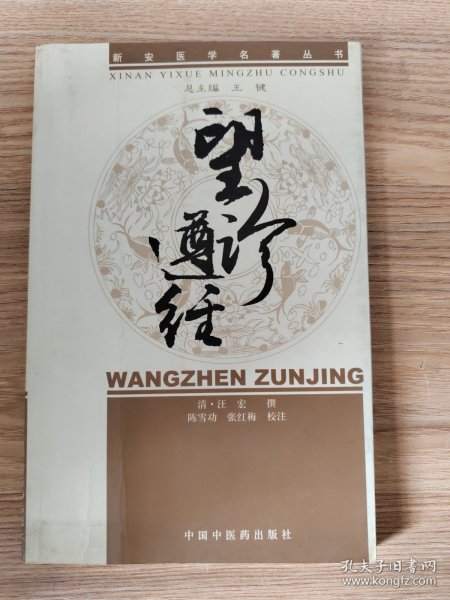 新安医学名著丛书
XINAN YIXUE MINGZHU CONGSHU
总主编 王键
望诊
遵经
WANGZHEN ZUNJING
清·汪宏 撰
陈雪功 张红梅 校注
中国中医药出版社
孔夫子旧书网
www.kongfz.com